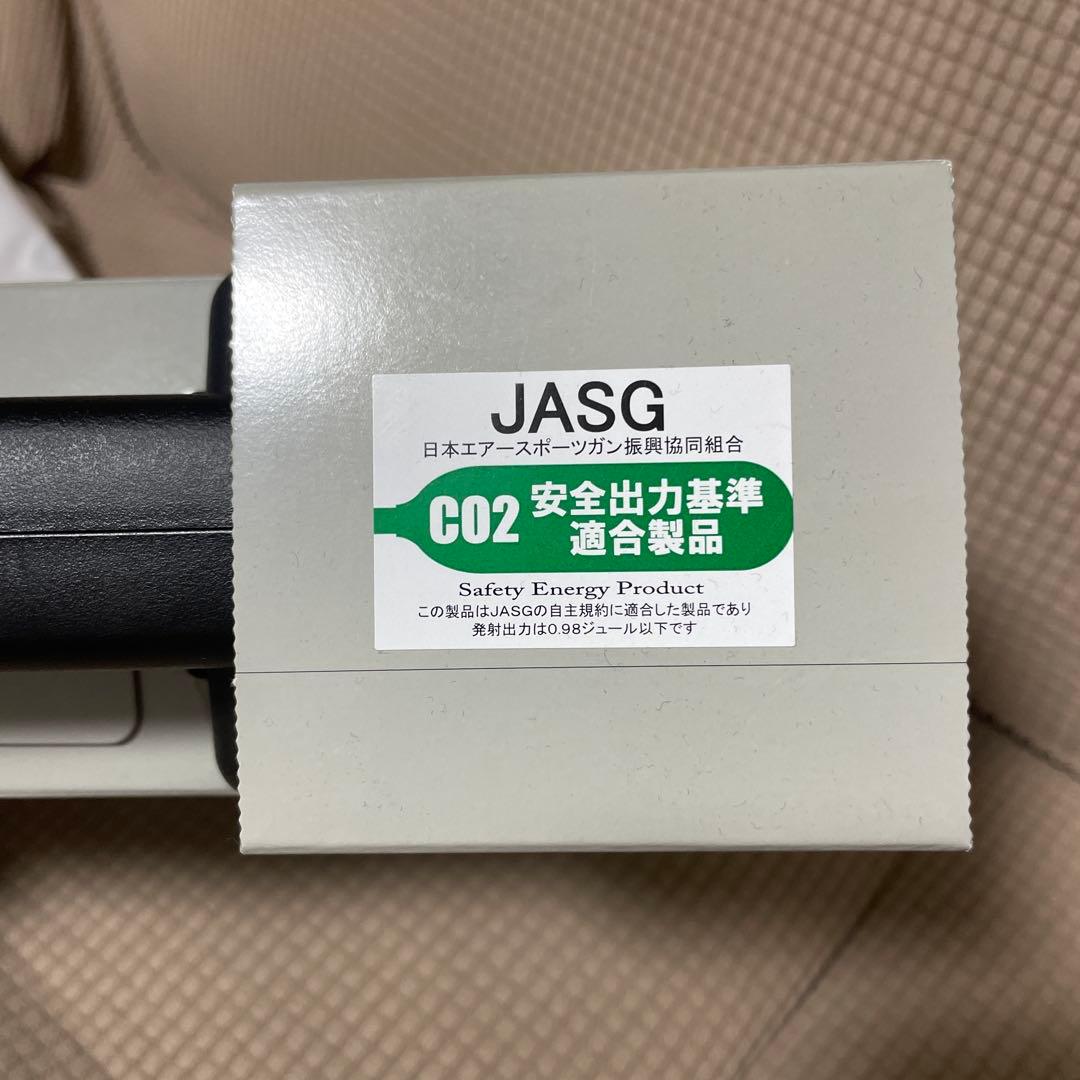 JASG
日本エアースポーツガン振興協同組合
CO2 安全出力基準
適合製品
Safety Energy Product
この製品はJASGの自主規約に適合した製品であり
発射出力は0.98ジュール以下です